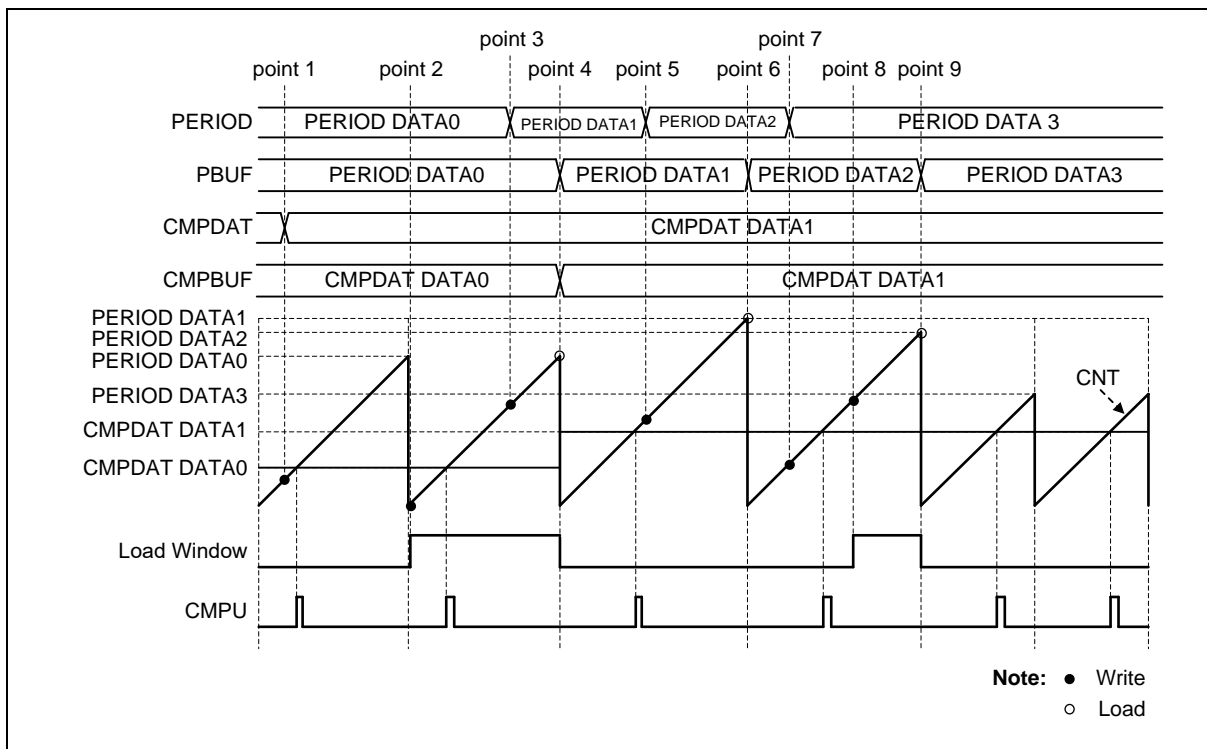 point 3 point 7
point 1 point 2 point 4 point 5 point 6 point 8 point 9
PERIOD PERIOD DATA0 PERIOD DATA1 PERIOD DATA2 PERIOD DATA 3
PBUF PERIOD DATA0 PERIOD DATA1 PERIOD DATA2 PERIOD DATA3
CMPDAT CMPDAT DATA1
CMPBUF CMPDAT DATA0 CMPDAT DATA1
PERIOD DATA1
PERIOD DATA2
PERIOD DATA0
CNT
PERIOD DATA3
CMPDAT DATA1
CMPDAT DATA0
Load Window
CMPU
Note: Write
Load